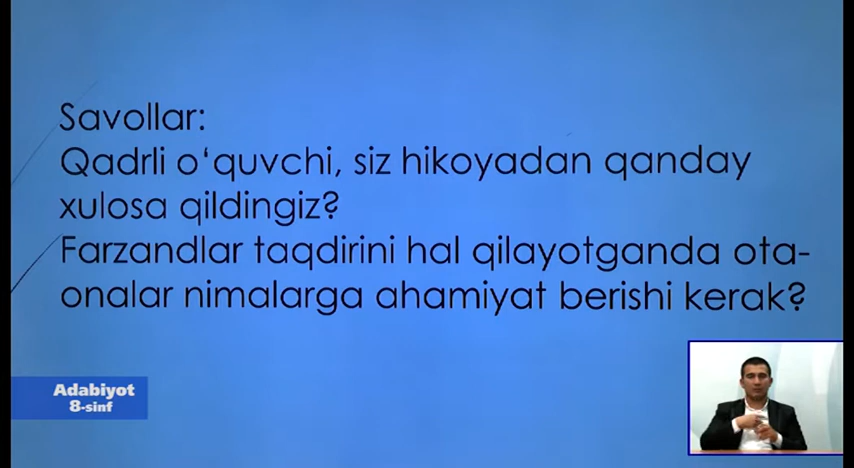 Savollar:
Qadrli o‘quvchi, siz hikoyadan qanday
xulosa qildingiz?
Farzandlar taqdirini hal qilayotganda ota-
onalar nimalarga ahamiyat berishi kerak?
Adabiyot
8-sinf